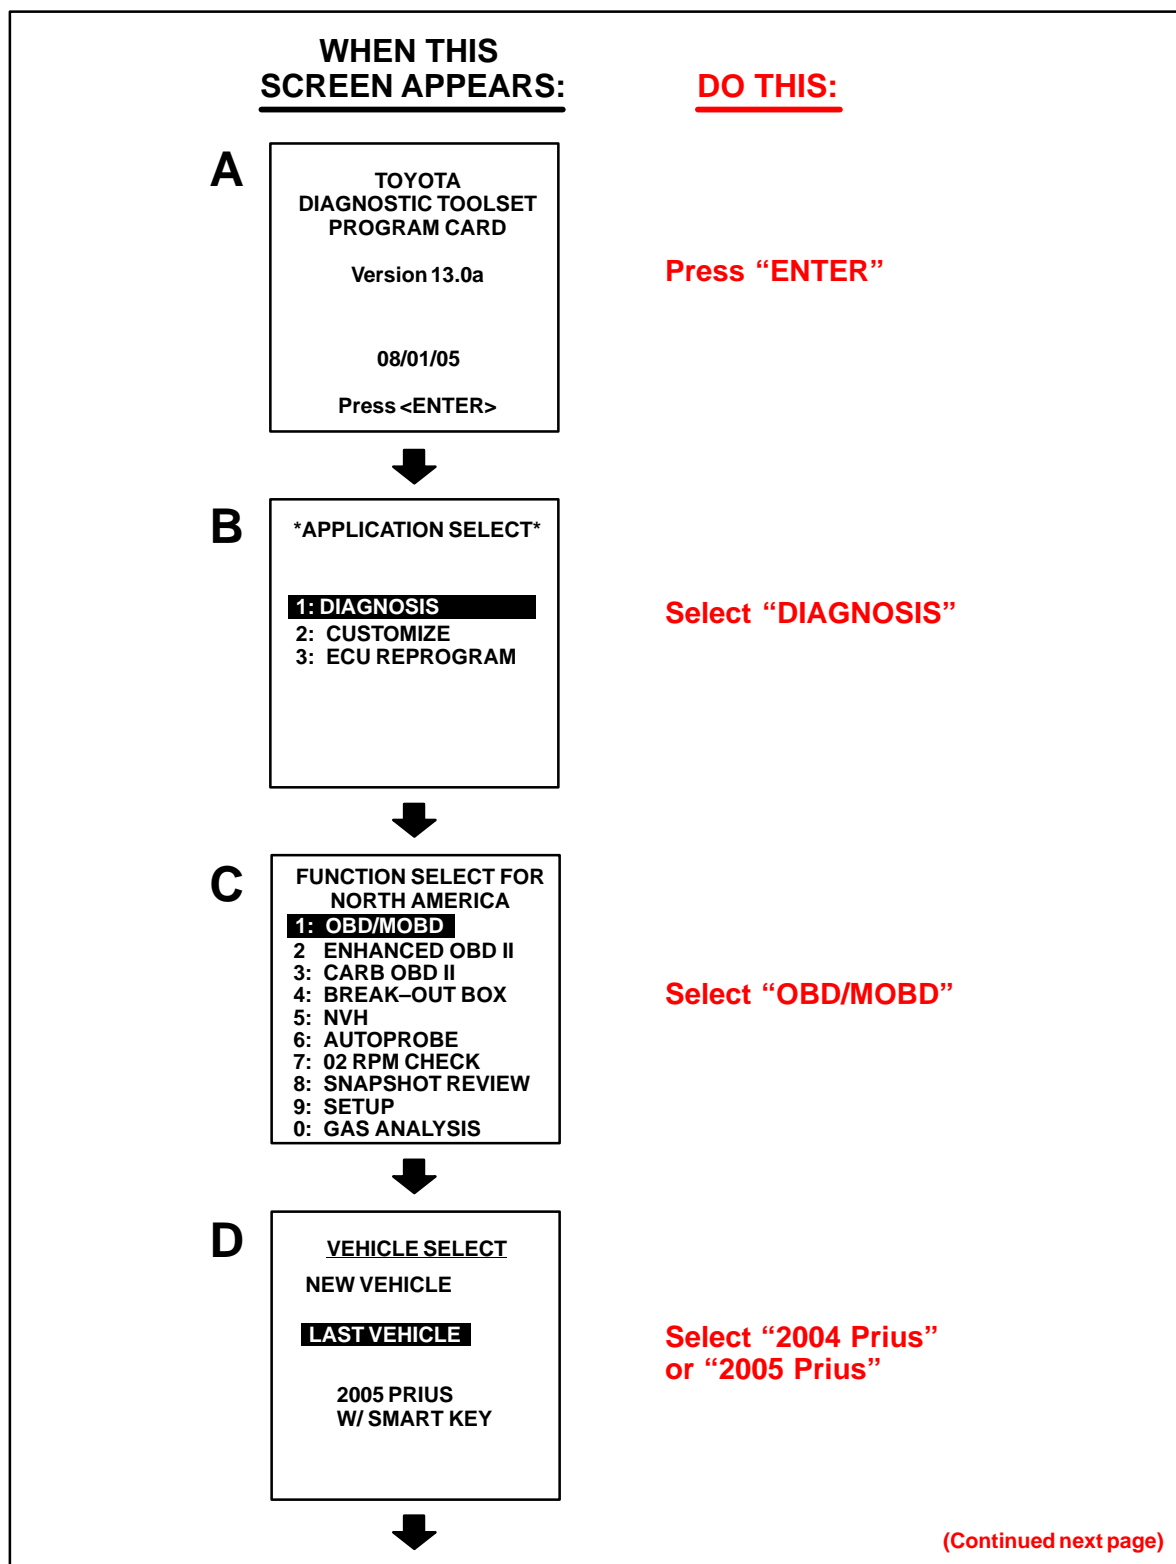 WHEN THIS
SCREEN APPEARS:
DO THIS:
A
TOYOTA
DIAGNOSTIC TOOLSET
PROGRAM CARD
Version 13.0a
08/01/05
Press <ENTER>
Press “ENTER”
B
*APPLICATION SELECT*
1: DIAGNOSIS
2: CUSTOMIZE
3: ECU REPROGRAM
Select “DIAGNOSIS”
C
FUNCTION SELECT FOR
NORTH AMERICA
1: OBD/MOBD
2 ENHANCED OBD II
3: CARB OBD II
4: BREAK–OUT BOX
5: NVH
6: AUTOPROBE
7: 02 RPM CHECK
8: SNAPSHOT REVIEW
9: SETUP
0: GAS ANALYSIS
Select “OBD/MOBD”
D
VEHICLE SELECT
NEW VEHICLE
LAST VEHICLE
2005 PRIUS
W/ SMART KEY
Select “2004 Prius”
or “2005 Prius”
(Continued next page)